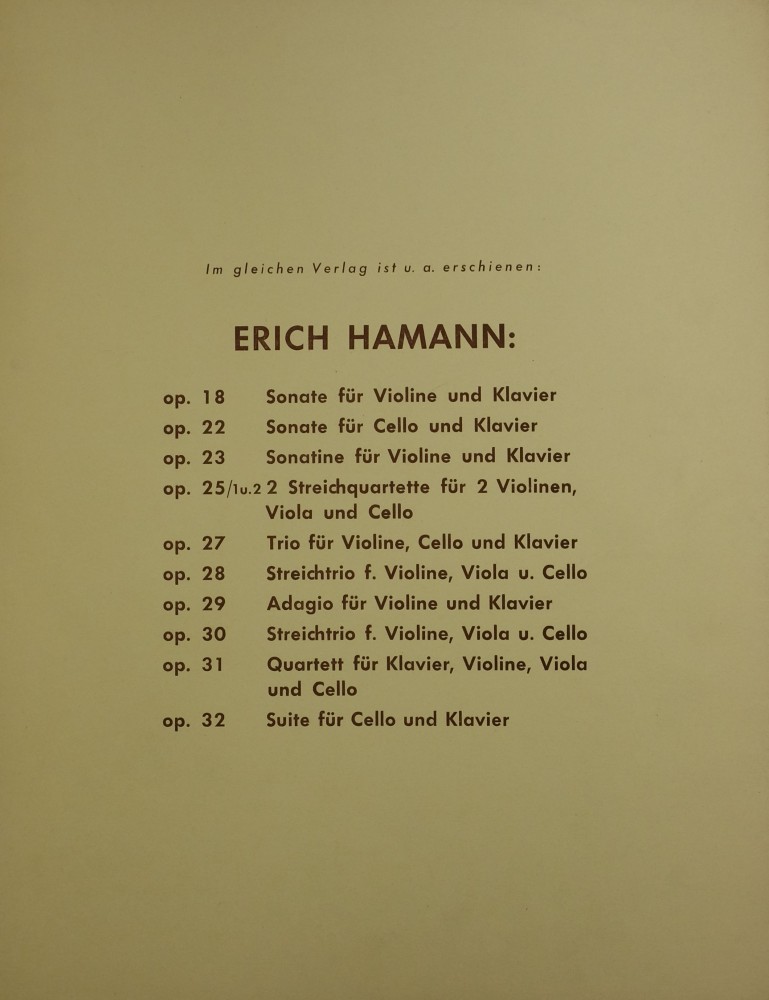 Im gleichen Verlag ist u. a. erschienen:
ERICH HAMANN:
op. 18 Sonate für Violine und Klavier
op. 22 Sonate für Cello und Klavier
op. 23 Sonatine für Violine und Klavier
op. 25/1u.2 2 Streichquartette für 2 Violinen,
Viola und Cello
op. 27 Trio für Violine, Cello und Klavier
op. 28 Streichtrio f. Violine, Viola u. Cello
op. 29 Adagio für Violine und Klavier
op. 30 Streichtrio f. Violine, Viola u. Cello
op. 31 Quartett für Klavier, Violine, Viola
und Cello
op. 32 Suite für Cello und Klavier